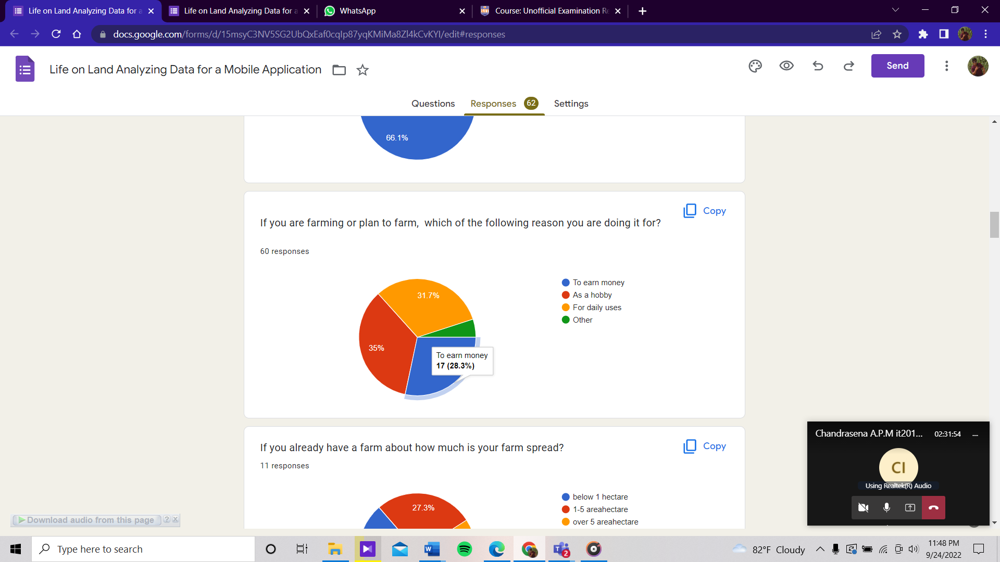 Life on Land Analyzing Data for a
Life on Land Analyzing Data for a
WhatsApp
Course: Unofficial Examination Re
docs.google.com/forms/d/15msyC3NV5SG2UbQxEaf0cqIp87yqKMiMa8Zl4kCvKYI/edit#responses
Life on Land Analyzing Data for a Mobile Application
Send
Questions
Responses 62
Settings
66.1%
Copy
If you are farming or plan to farm,  which of the following reason you are doing it for?
60 responses
31.7%
35%
To earn money
17 (28.3%)
To earn money
As a hobby
For daily uses
Other
Copy
If you already have a farm about how much is your farm spread?
11 responses
27.3%
below 1 hectare
1-5 areahectare
over 5 areahectare
Chandrasena A.P.M it201...
02:31:54
CI
Using Realtek(R) Audio
Download audio from this page
? X
Type here to search
W
T
2
82°F Cloudy
11:48 PM
9/24/2022